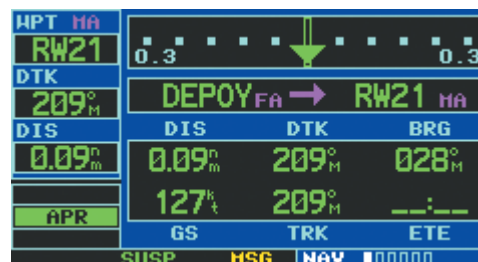 WPT MA
RW21
0.3 0.3
DTK
209°M
DEPOY FA → RW21 MA
DIS
0.09nm
DIS DTK BRG
0.09nm 209°M 028°M
127kt 209°M __:__
APR
GS TRK ETE
SUSP MSG NAV